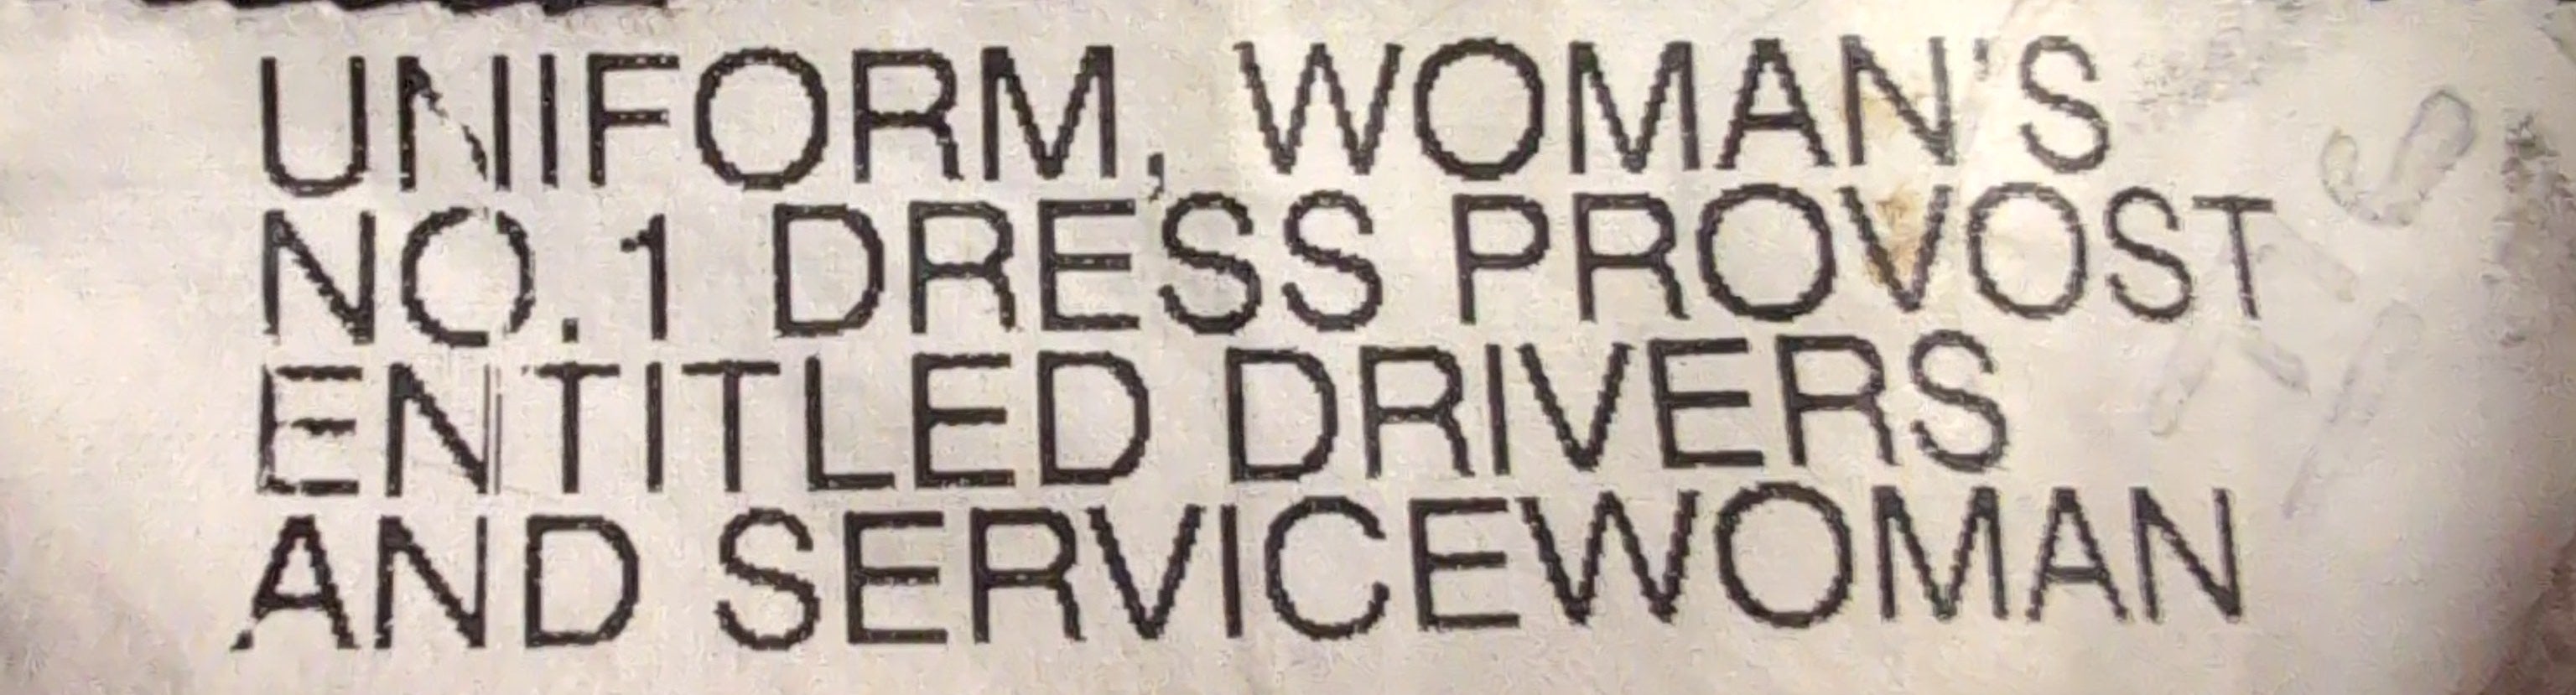 UNIFORM, WOMAN'S
NO.1 DRESS PROVOST
ENTITLED DRIVERS
AND SERVICEWOMAN